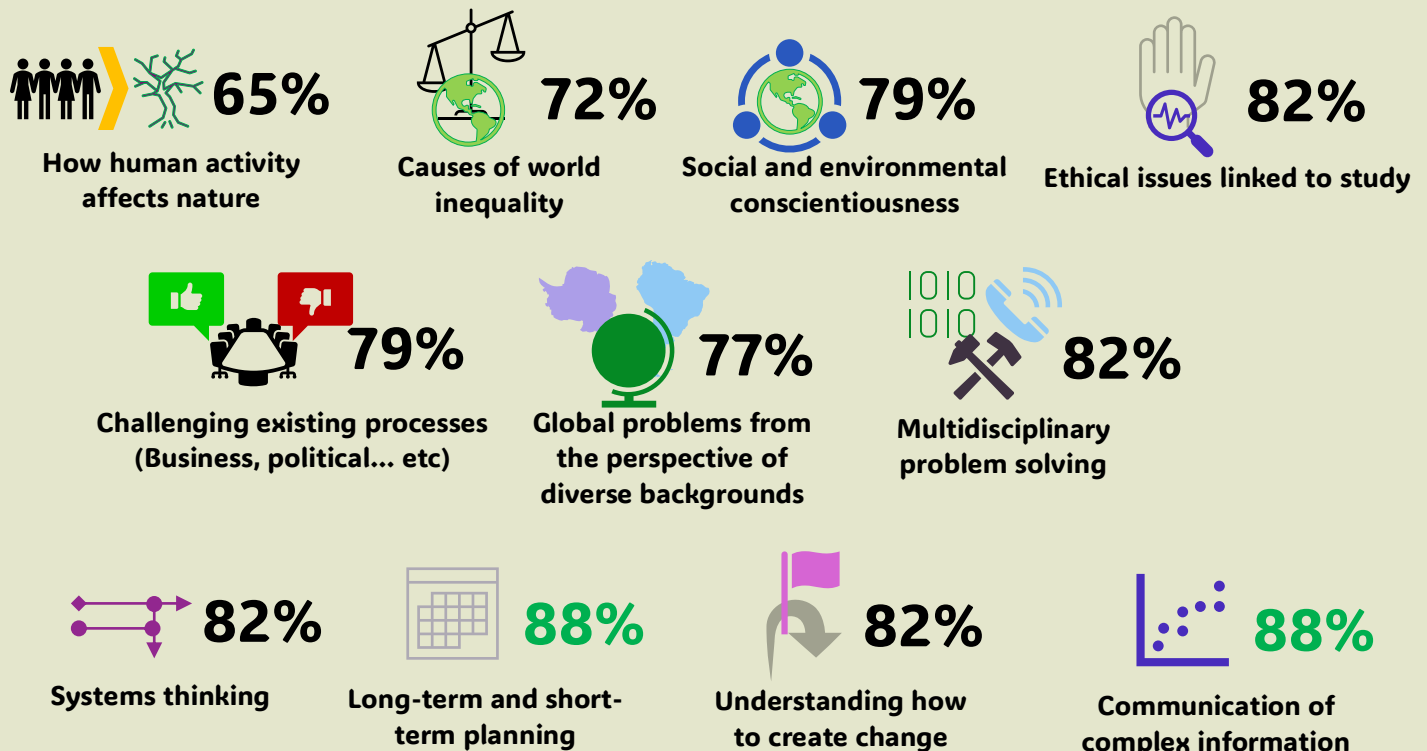 65%
How human activity
affects nature
72%
Causes of world
inequality
79%
Social and environmental
conscientiousness
82%
Ethical issues linked to study
79%
Challenging existing processes
(Business, political... etc)
77%
Global problems from
the perspective of
diverse backgrounds
1010
1010
82%
Multidisciplinary
problem solving
82%
Systems thinking
88%
Long-term and short-
term planning
82%
Understanding how
to create change
88%
Communication of
complex information